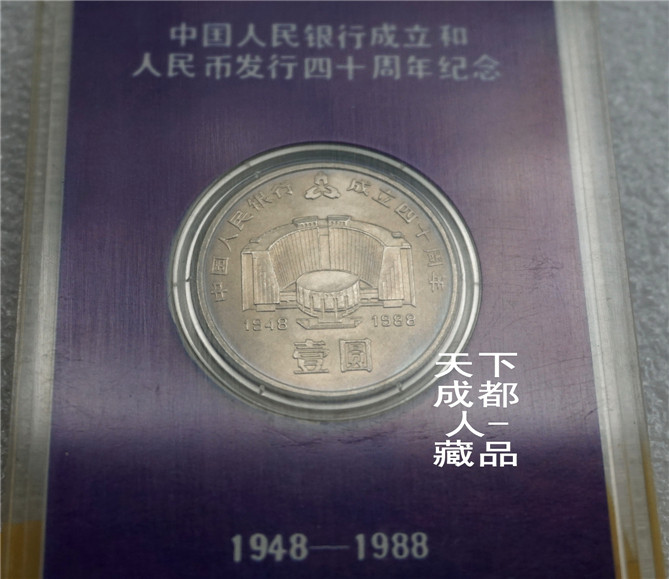 中国人民银行成立和
人民币发行四十周年纪念
中国人民银行 成立四十周年
1948 1988
壹圆
天下
成都
人-
藏品
1948—1988